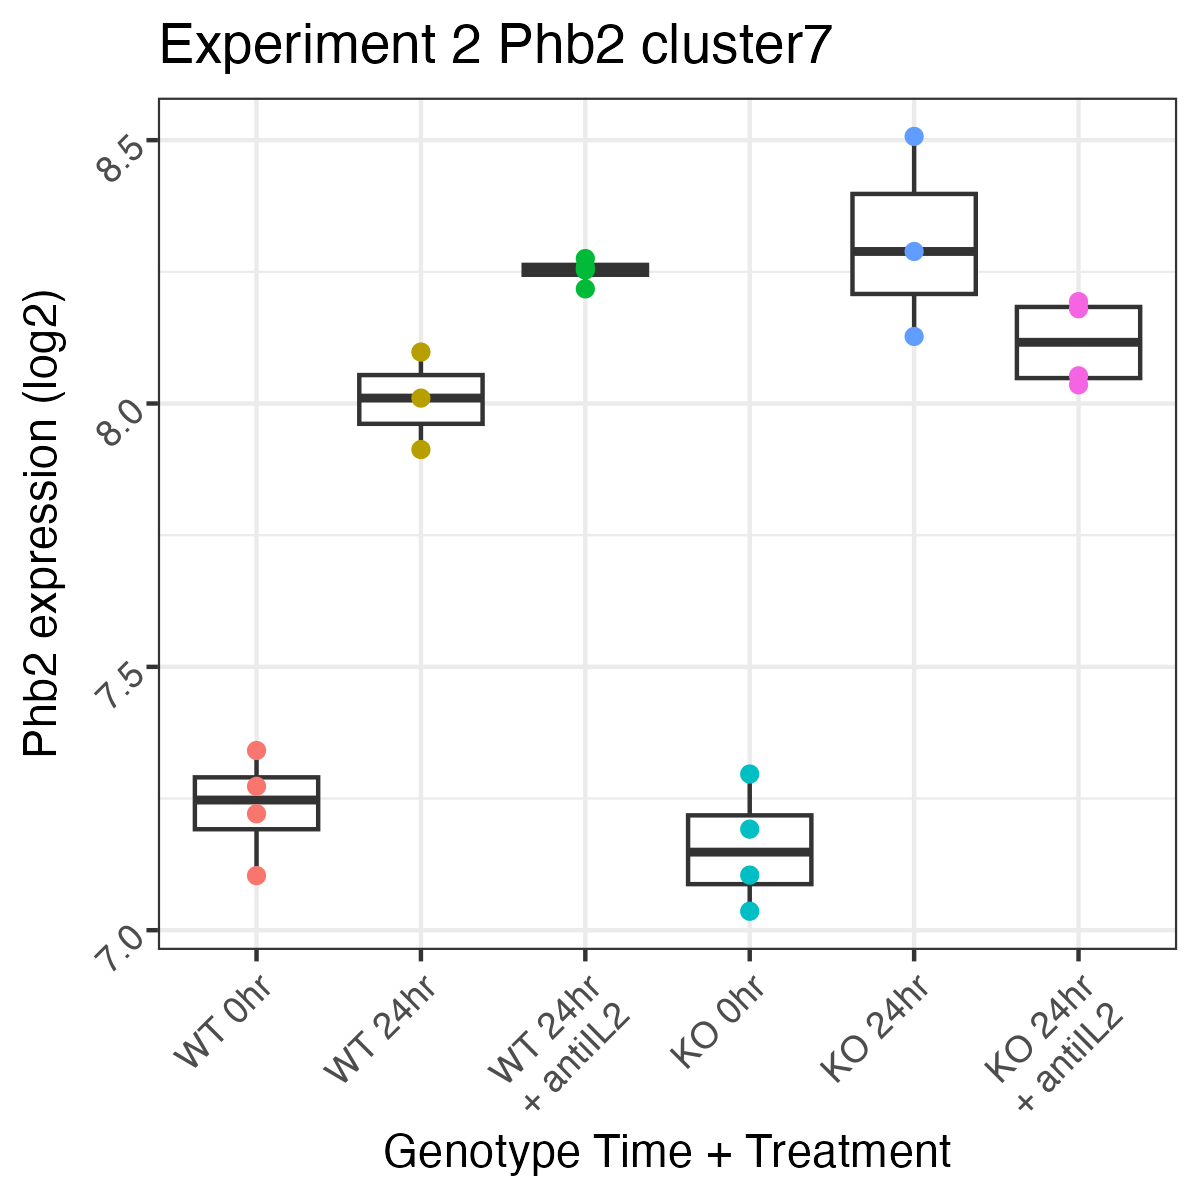 Experiment 2 Phb2 cluster7
Phb2 expression (log2)
8.5
8.0
7.5
7.0
WT 0hr
WT 24hr
WT 24hr
+ antiIL2
KO 0hr
KO 24hr
KO 24hr
+ antiIL2
Genotype Time + Treatment